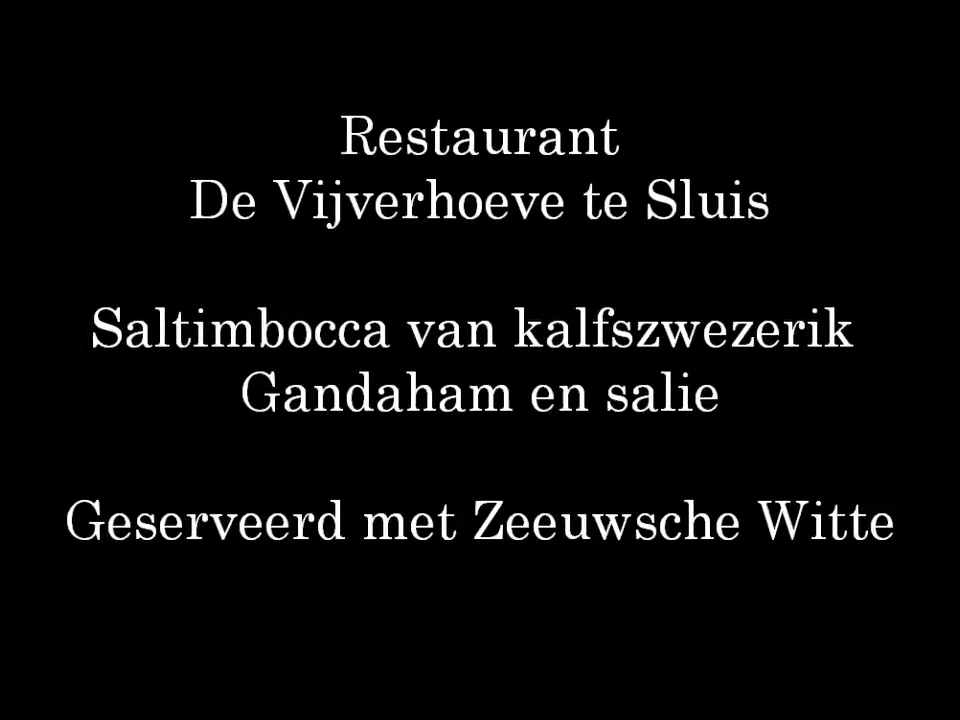 Restaurant
De Vijverhoeve te Sluis
Saltimbocca van kalfszwezerik
Gandaham en salie
Geserveerd met Zeeuwsche Witte